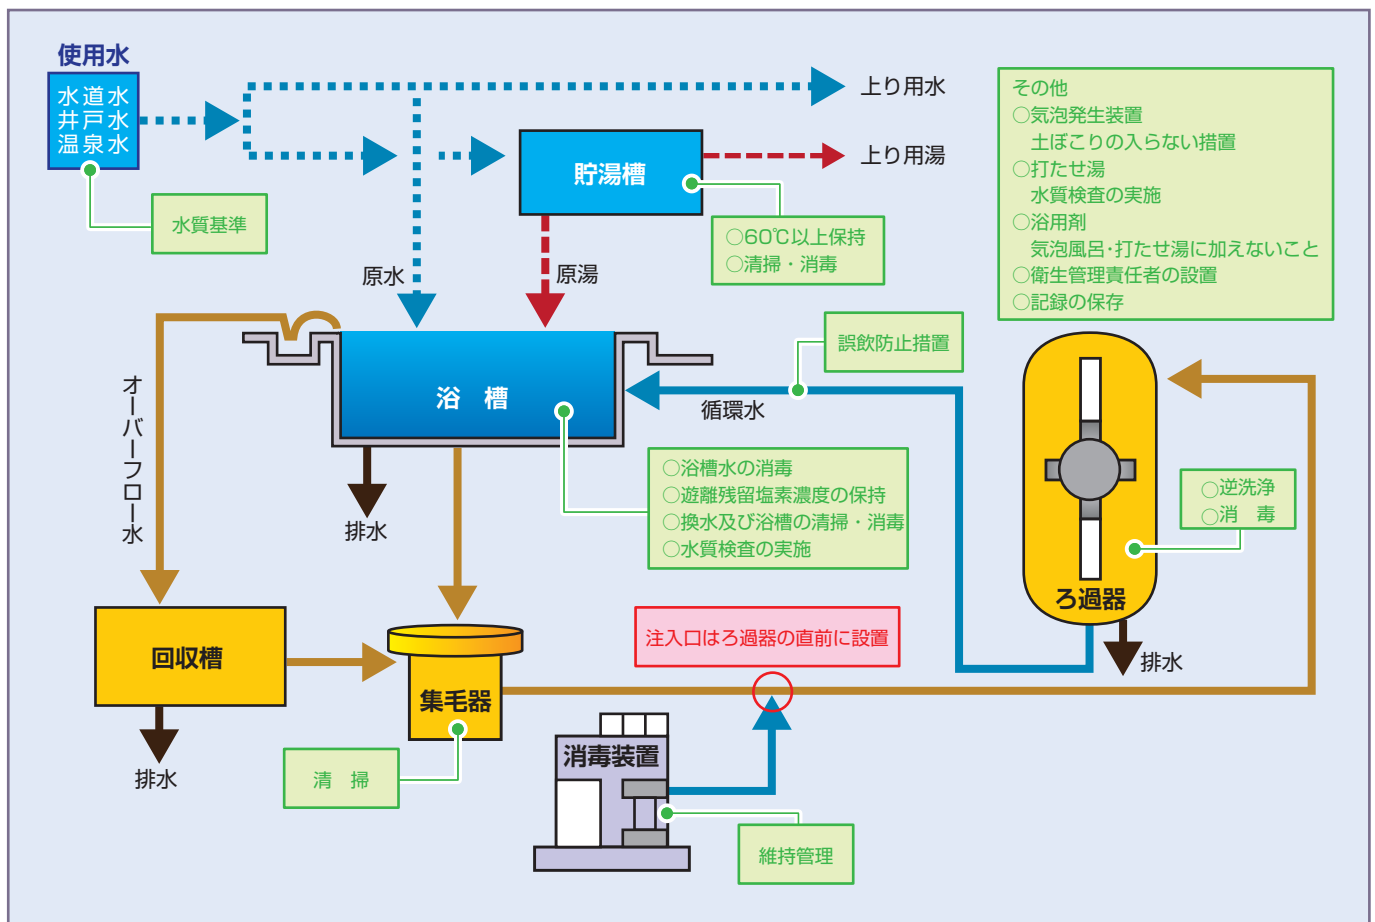 使用水
水道水
井戸水
温泉水
水質基準
上り用水
上り用湯
貯湯槽
○60℃以上保持
○清掃・消毒
原水
原湯
その他
○気泡発生装置
土ぼこりの入らない措置
○打たせ湯
水質検査の実施
○浴用剤
気泡風呂・打たせ湯に加えないこと
○衛生管理責任者の設置
○記録の保存
誤飲防止措置
浴 槽
循環水
オーバーフロー水
○浴槽水の消毒
○遊離残留塩素濃度の保持
○換水及び浴槽の清掃・消毒
○水質検査の実施
排水
○逆洗浄
○消 毒
ろ過器
排水
回収槽
排水
集毛器
清 掃
注入口はろ過器の直前に設置
消毒装置
維持管理